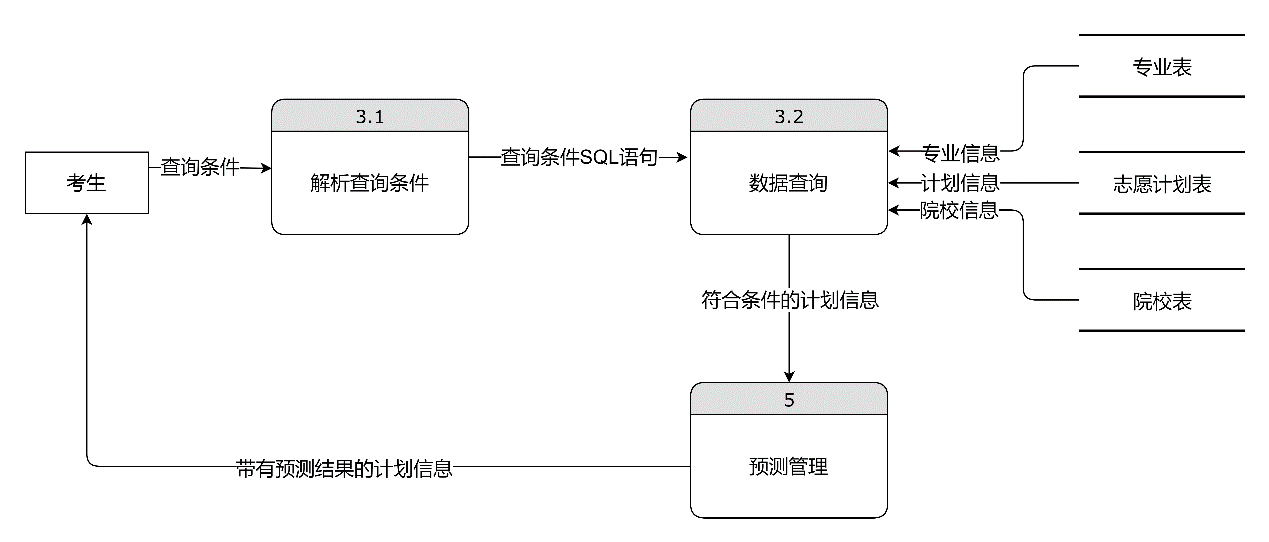 专业表
3.1
3.2
查询条件SQL语句
专业信息
查询条件
考生
解析查询条件
数据查询
计划信息
志愿计划表
院校信息
符合条件的计划信息
院校表
5
带有预测结果的计划信息
预测管理